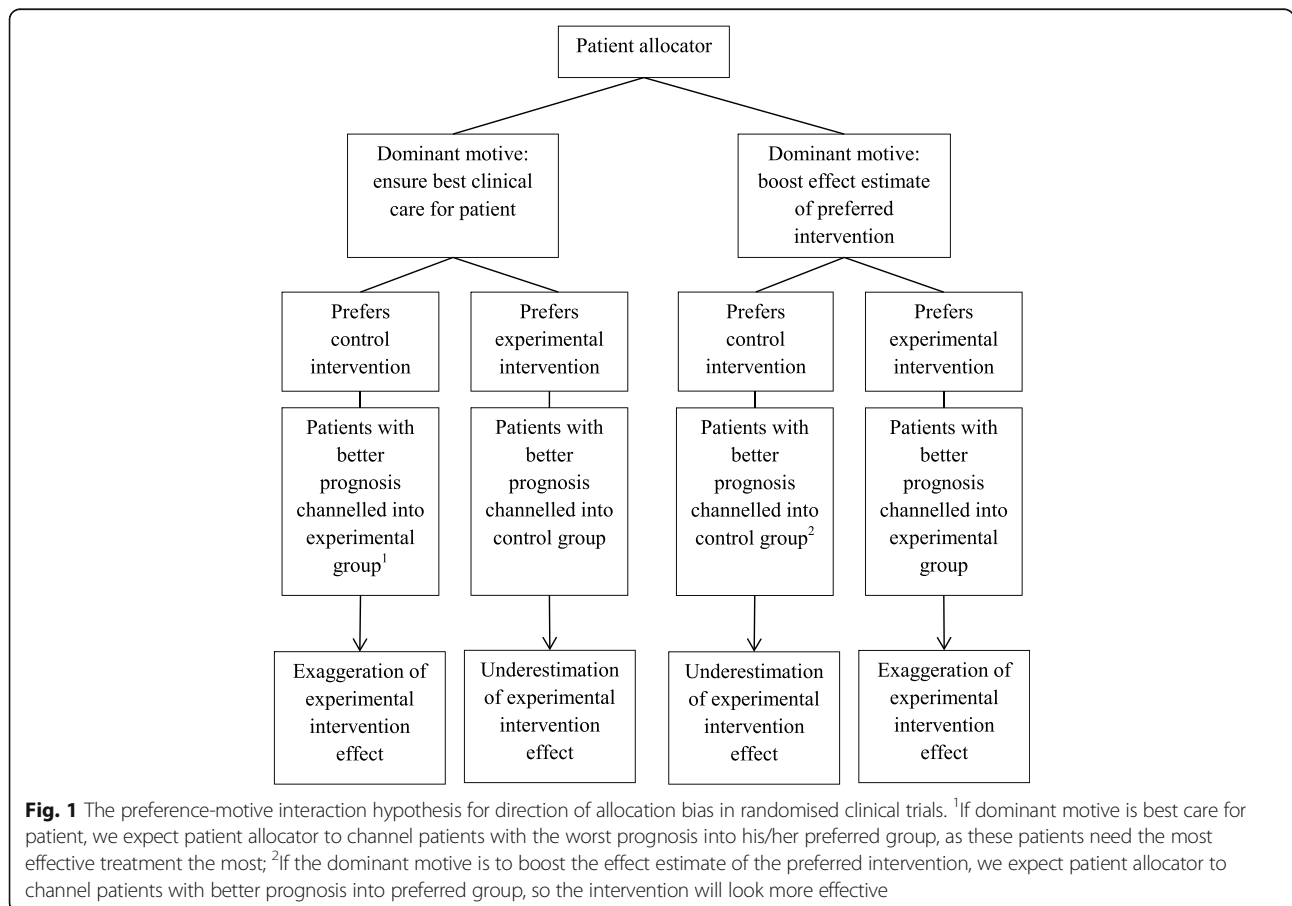 Patient allocator
Dominant motive:
ensure best clinical
care for patient
Dominant motive:
boost effect estimate
of preferred
intervention
Prefers
control
intervention
Prefers
experimental
intervention
Prefers
control
intervention
Prefers
experimental
intervention
Patients with
better
prognosis
channelled into
experimental
group¹
Patients with
better
prognosis
channelled into
control group
Patients with
better
prognosis
channelled into
control group²
Patients with
better
prognosis
channelled into
experimental
group
Exaggeration of
experimental
intervention
effect
Underestimation
of experimental
intervention
effect
Underestimation
of experimental
intervention
effect
Exaggeration of
experimental
intervention
effect
Fig. 1 The preference-motive interaction hypothesis for direction of allocation bias in randomised clinical trials. ¹If dominant motive is best care for
patient, we expect patient allocator to channel patients with the worst prognosis into his/her preferred group, as these patients need the most
effective treatment the most; ²If the dominant motive is to boost the effect estimate of the preferred intervention, we expect patient allocator to
channel patients with better prognosis into preferred group, so the intervention will look more effective